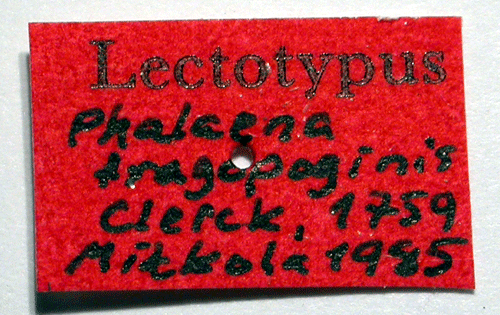 Lectotypus
Phalaena
tragopoginis
Clerck, 1759
Mikkola 1985